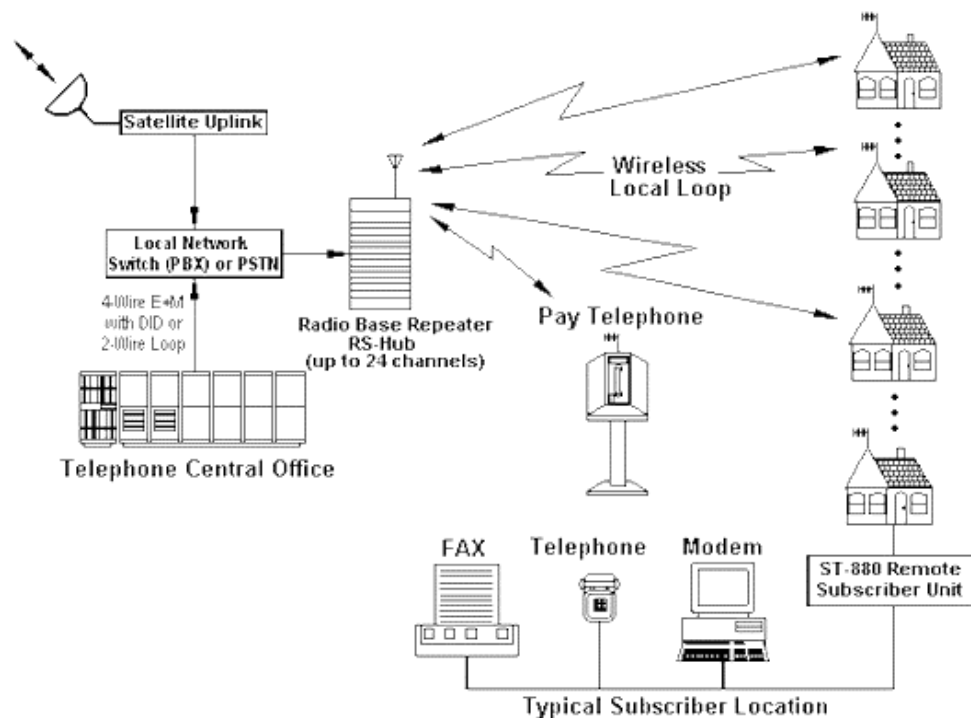 Satellite Uplink
Wireless
Local Loop
Local Network
Switch (PBX) or PSTN
4-Wire E+M
with DID or
2-Wire Loop
Radio Base Repeater
RS-Hub
(up to 24 channels)
Pay Telephone
Telephone Central Office
FAX
Telephone
Modem
ST-880 Remote
Subscriber Unit
Typical Subscriber Location